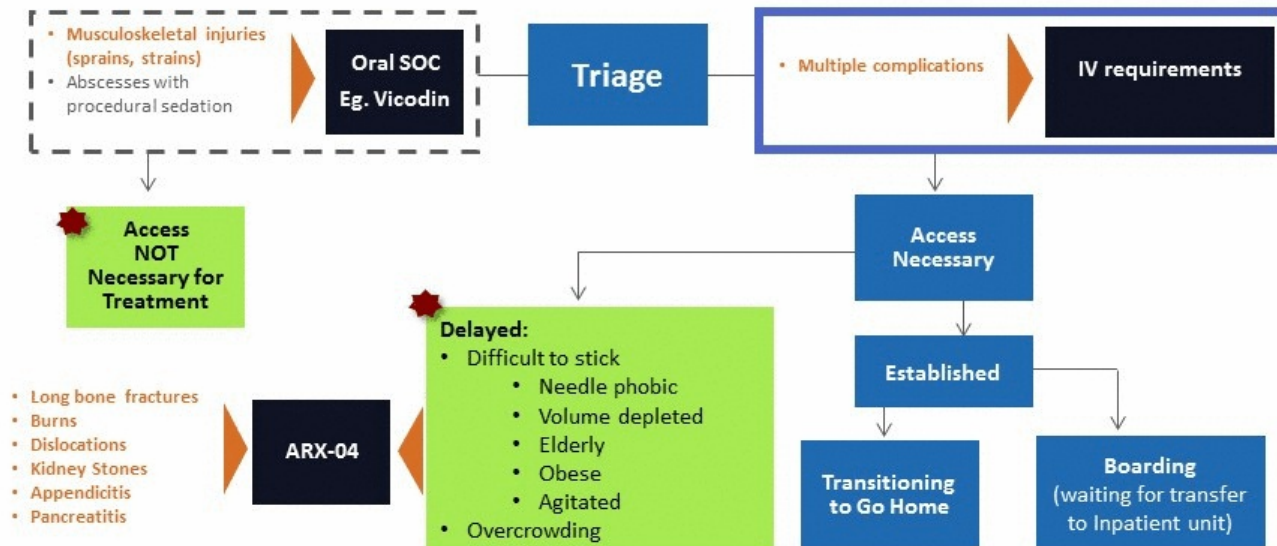 • Musculoskeletal injuries
(sprains, strains)
• Abscesses with
procedural sedation
Oral SOC
Eg. Vicodin
Triage
• Multiple complications
IV requirements
Access
NOT
Necessary for
Treatment
Access
Necessary
Delayed:
• Difficult to stick
• Needle phobic
• Volume depleted
• Elderly
• Obese
• Agitated
• Overcrowding
Established
• Long bone fractures
• Burns
• Dislocations
• Kidney Stones
• Appendicitis
• Pancreatitis
ARX-04
Transitioning
to Go Home
Boarding
(waiting for transfer
to Inpatient unit)